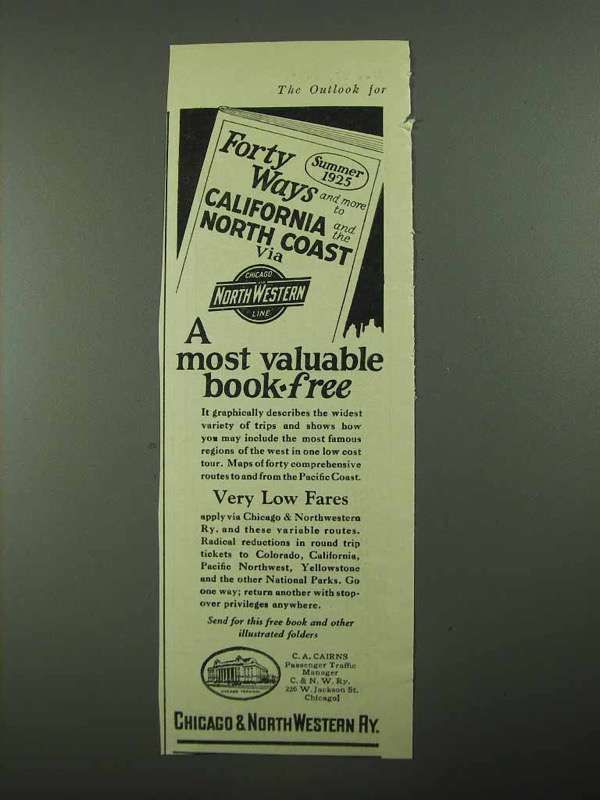 The Outlook for
Forty
Ways
Summer
1925
and more
to
CALIFORNIA
and
the
NORTH COAST
Via
CHICAGO
NORTH WESTERN
LINE
A
most valuable
book·free
It graphically describes the widest
variety of trips and shows how
you may include the most famous
regions of the west in one low cost
tour. Maps of forty comprehensive
routes to and from the Pacific Coast.
Very Low Fares
apply via Chicago & Northwestern
Ry. and these variable routes.
Radical reductions in round trip
tickets to Colorado, California,
Pacific Northwest, Yellowstone
and the other National Parks. Go
one way; return another with stop-
over privileges anywhere.
Send for this free book and other
illustrated folders
CHICAGO TERMINAL
C. A. CAIRNS
Passenger Traffic
Manager
C. & N. W. Ry.
226 W. Jackson St.
Chicago
CHICAGO & NORTH WESTERN RY.